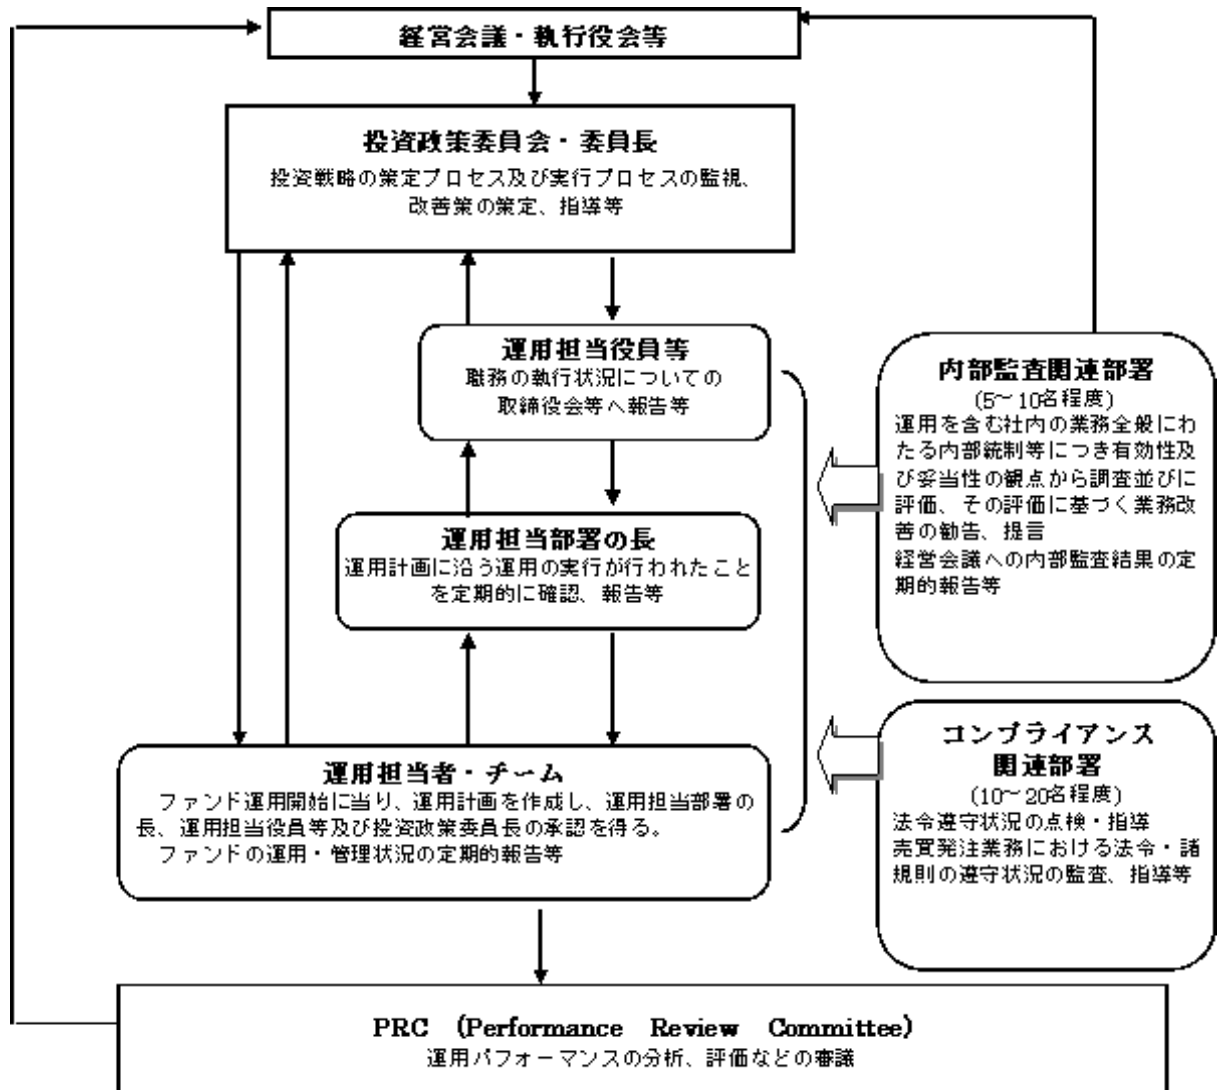 経営会議・執行役会等
投資政策委員会・委員長
投資戦略の策定プロセス及び実行プロセスの監視、
改善策の策定、指導等
運用担当役員等
職務の執行状況についての
取締役会等へ報告等
運用担当部署の長
運用計画に沿う運用の実行が行われたこと
を定期的に確認、報告等
運用担当者・チーム
ファンド運用開始に当り、運用計画を作成し、運用担当部署の
長、運用担当役員等及び投資政策委員長の承認を得る。
ファンドの運用・管理状況の定期的報告等
内部監査関連部署
(5～10名程度)
運用を含む社内の業務全般にわ
たる内部統制等につき有効性及
び妥当性の観点から調査並びに
評価、その評価に基づく業務改
善の勧告、提言
経営会議への内部監査結果の定
期的報告等
コンプライアンス
関連部署
(10～20名程度)
法令遵守状況の点検・指導
売買発注業務における法令・諸
規則の遵守状況の監査、指導等
PRC (Performance Review Committee)
運用パフォーマンスの分析、評価などの審議